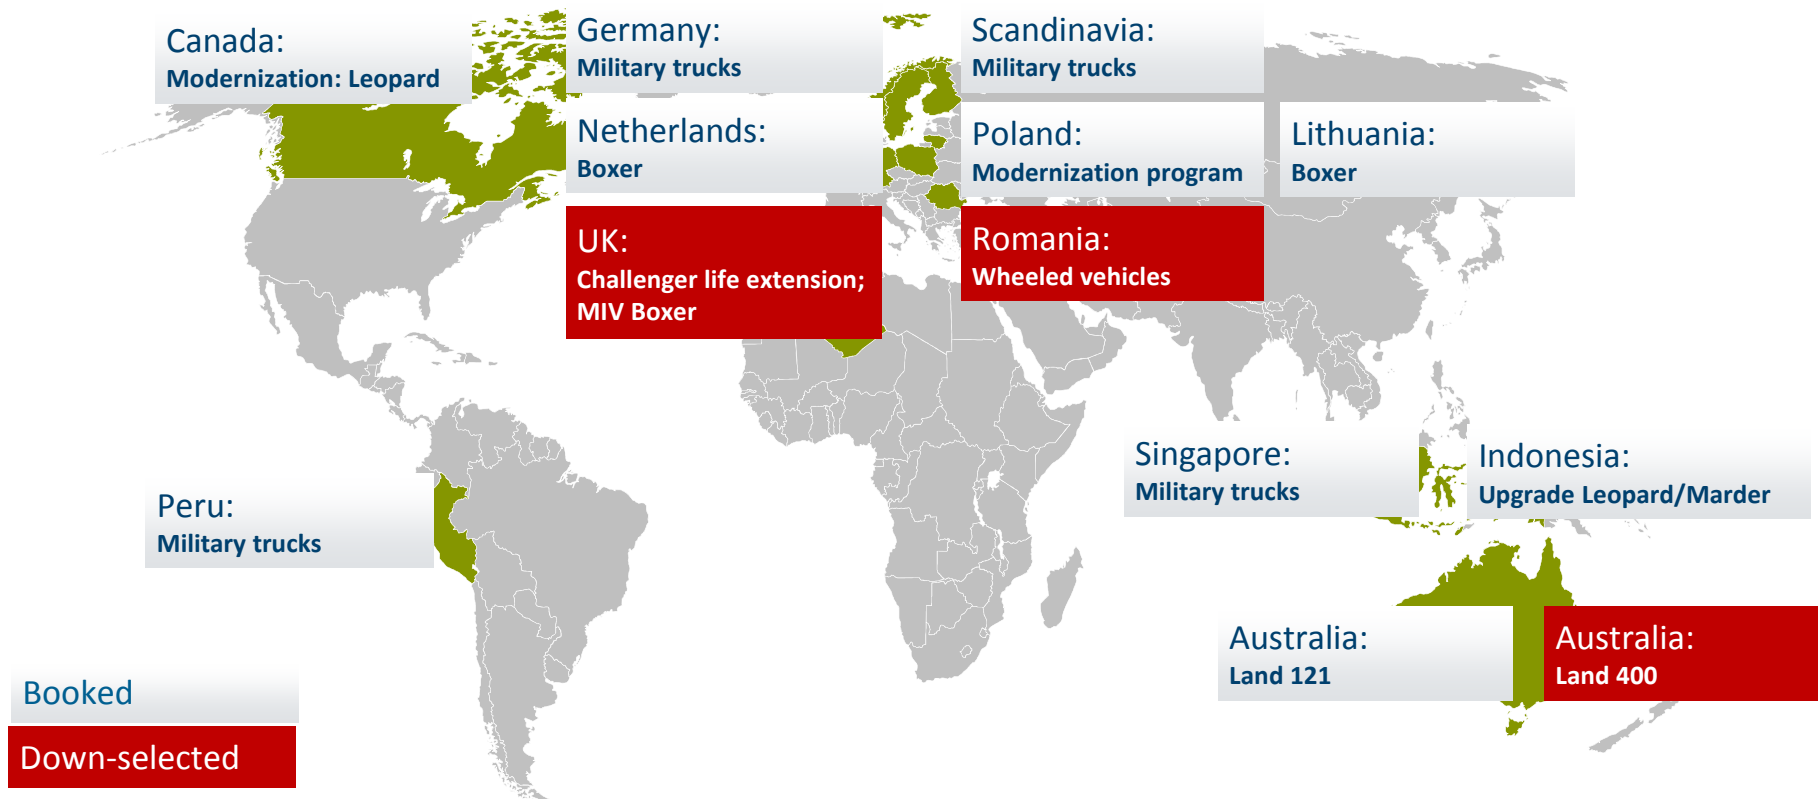 Canada:
Modernization: Leopard
Germany:
Military trucks
Scandinavia:
Military trucks
Netherlands:
Boxer
Poland:
Modernization program
Lithuania:
Boxer
UK:
Challenger life extension;
MIV Boxer
Romania:
Wheeled vehicles
Singapore:
Military trucks
Indonesia:
Upgrade Leopard/Marder
Peru:
Military trucks
Australia:
Land 121
Australia:
Land 400
Booked
Down-selected